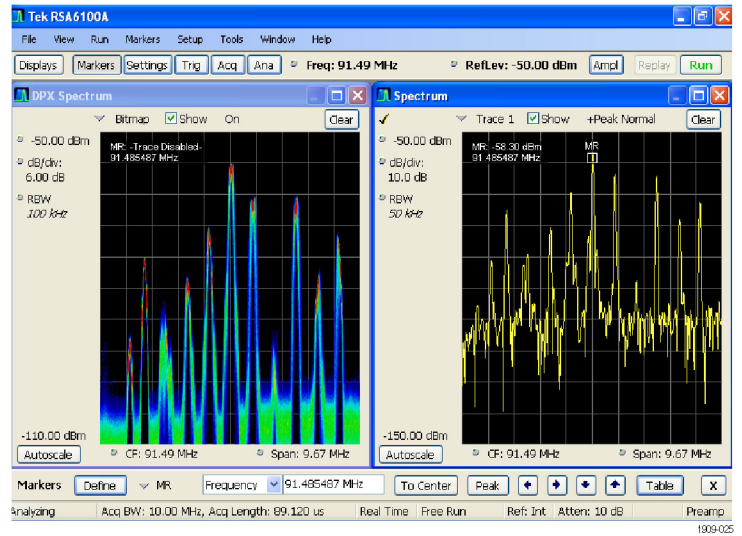 Tek RSA6100A
File View Run Markers Setup Tools Window Help
Displays Markers Settings Trig Acq Ana Freq: 91.49 MHz RefLev: -50.00 dBm Ampl Replay Run
DPX Spectrum
Bitmap Show On Clear
-50.00 dBm
dB/div:
6.00 dB
RBW
100 kHz
MR: -Trace Disabled-
91.485487 MHz
-110.00 dBm
Autoscale CF: 91.49 MHz Span: 9.67 MHz
Spectrum
Trace 1 Show +Peak Normal Clear
-50.00 dBm
dB/div:
10.0 dB
RBW
50 kHz
MR: -58.30 dBm
91.485487 MHz
MR
-150.00 dBm
Autoscale CF: 91.49 MHz Span: 9.67 MHz
Markers Define MR Frequency 91.485487 MHz To Center Peak Table X
Analyzing Acq BW: 10.00 MHz, Acq Length: 89.120 us Real Time Free Run Ref: Int Atten: 10 dB Preamp
1909-025